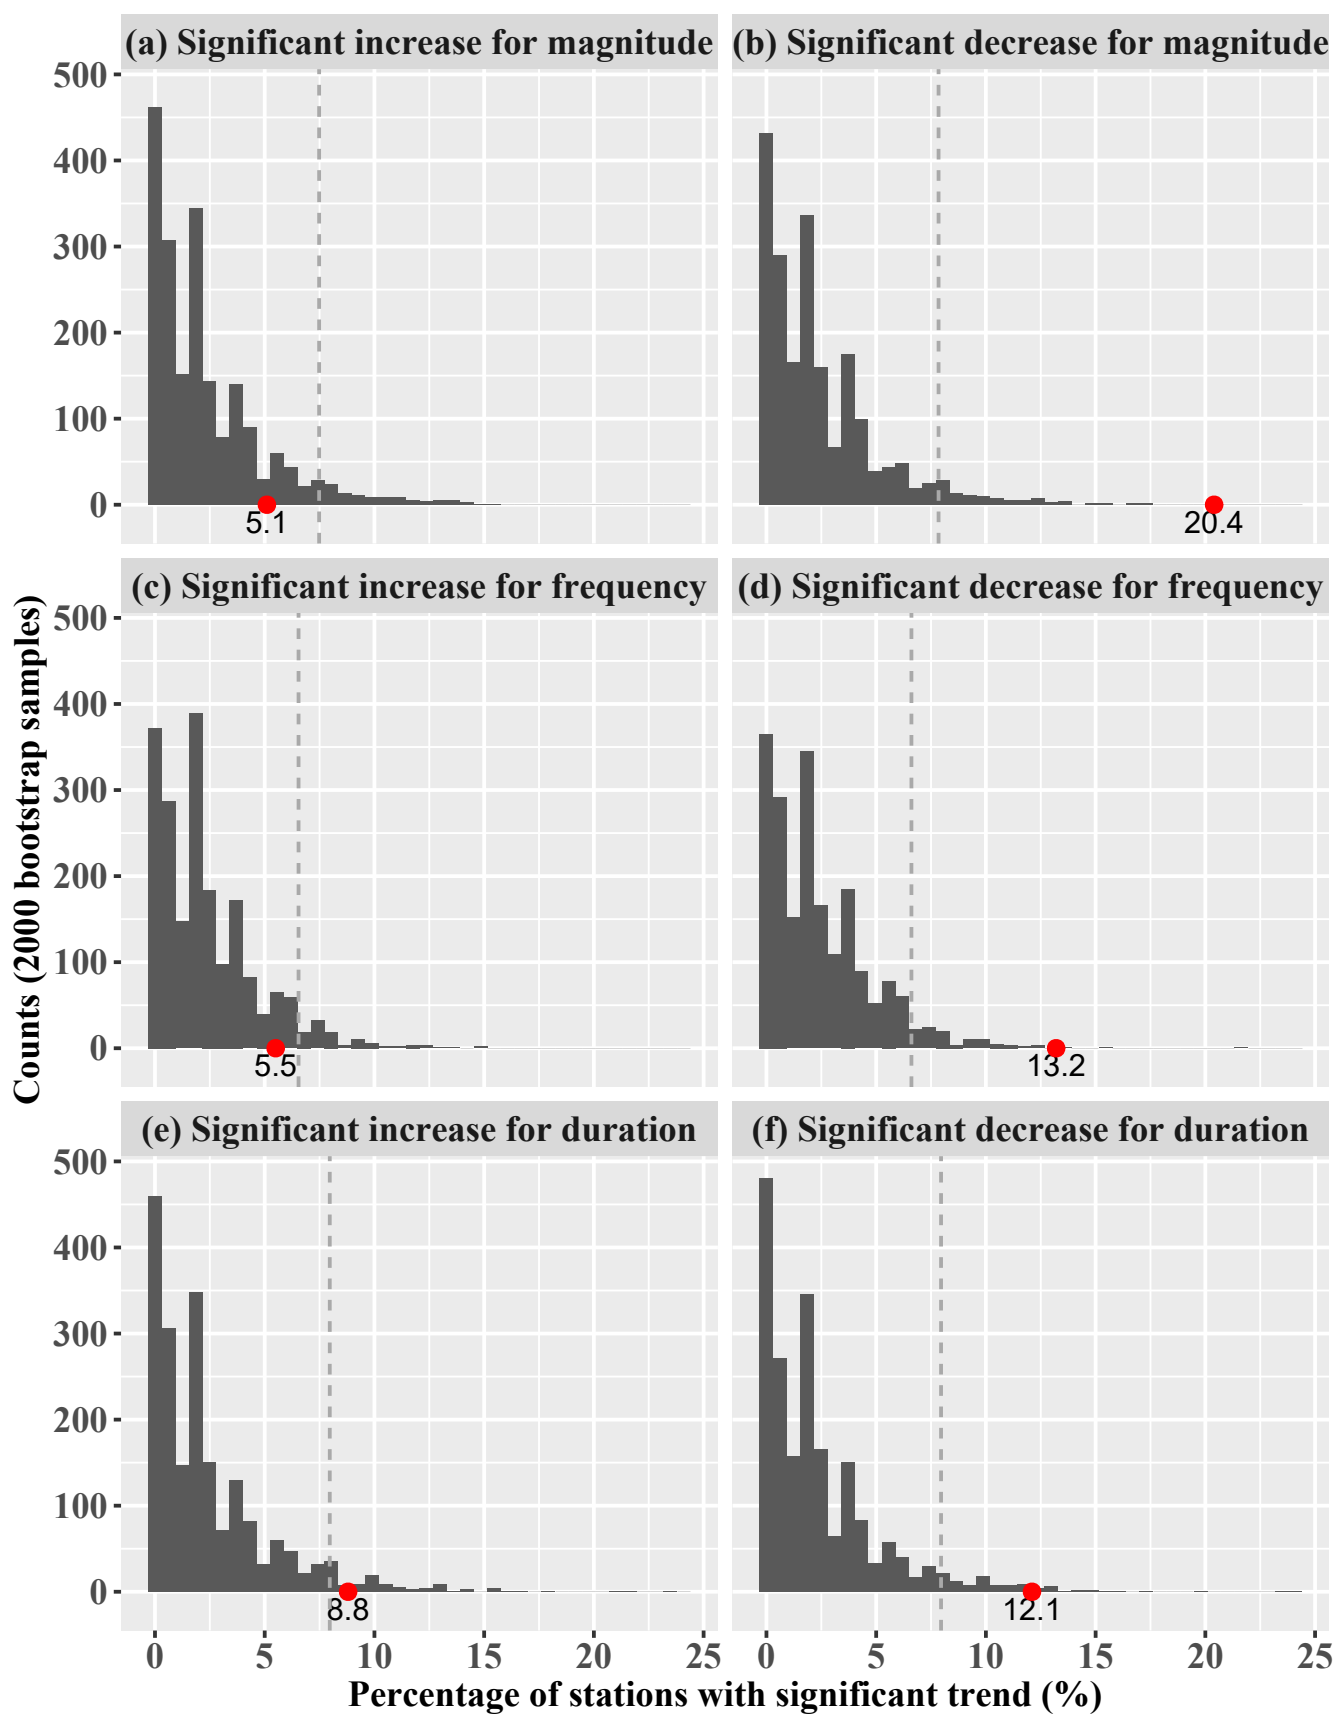 (a) Significant increase for magnitude
(b) Significant decrease for magnitude
500
400
300
200
100
0
5.1
20.4
(c) Significant increase for frequency
(d) Significant decrease for frequency
500
400
300
200
100
0
5.5
13.2
(e) Significant increase for duration
(f) Significant decrease for duration
500
400
300
200
100
0
8.8
12.1
0 5 10 15 20 25
0 5 10 15 20 25
Percentage of stations with significant trend (%)
Counts (2000 bootstrap samples)